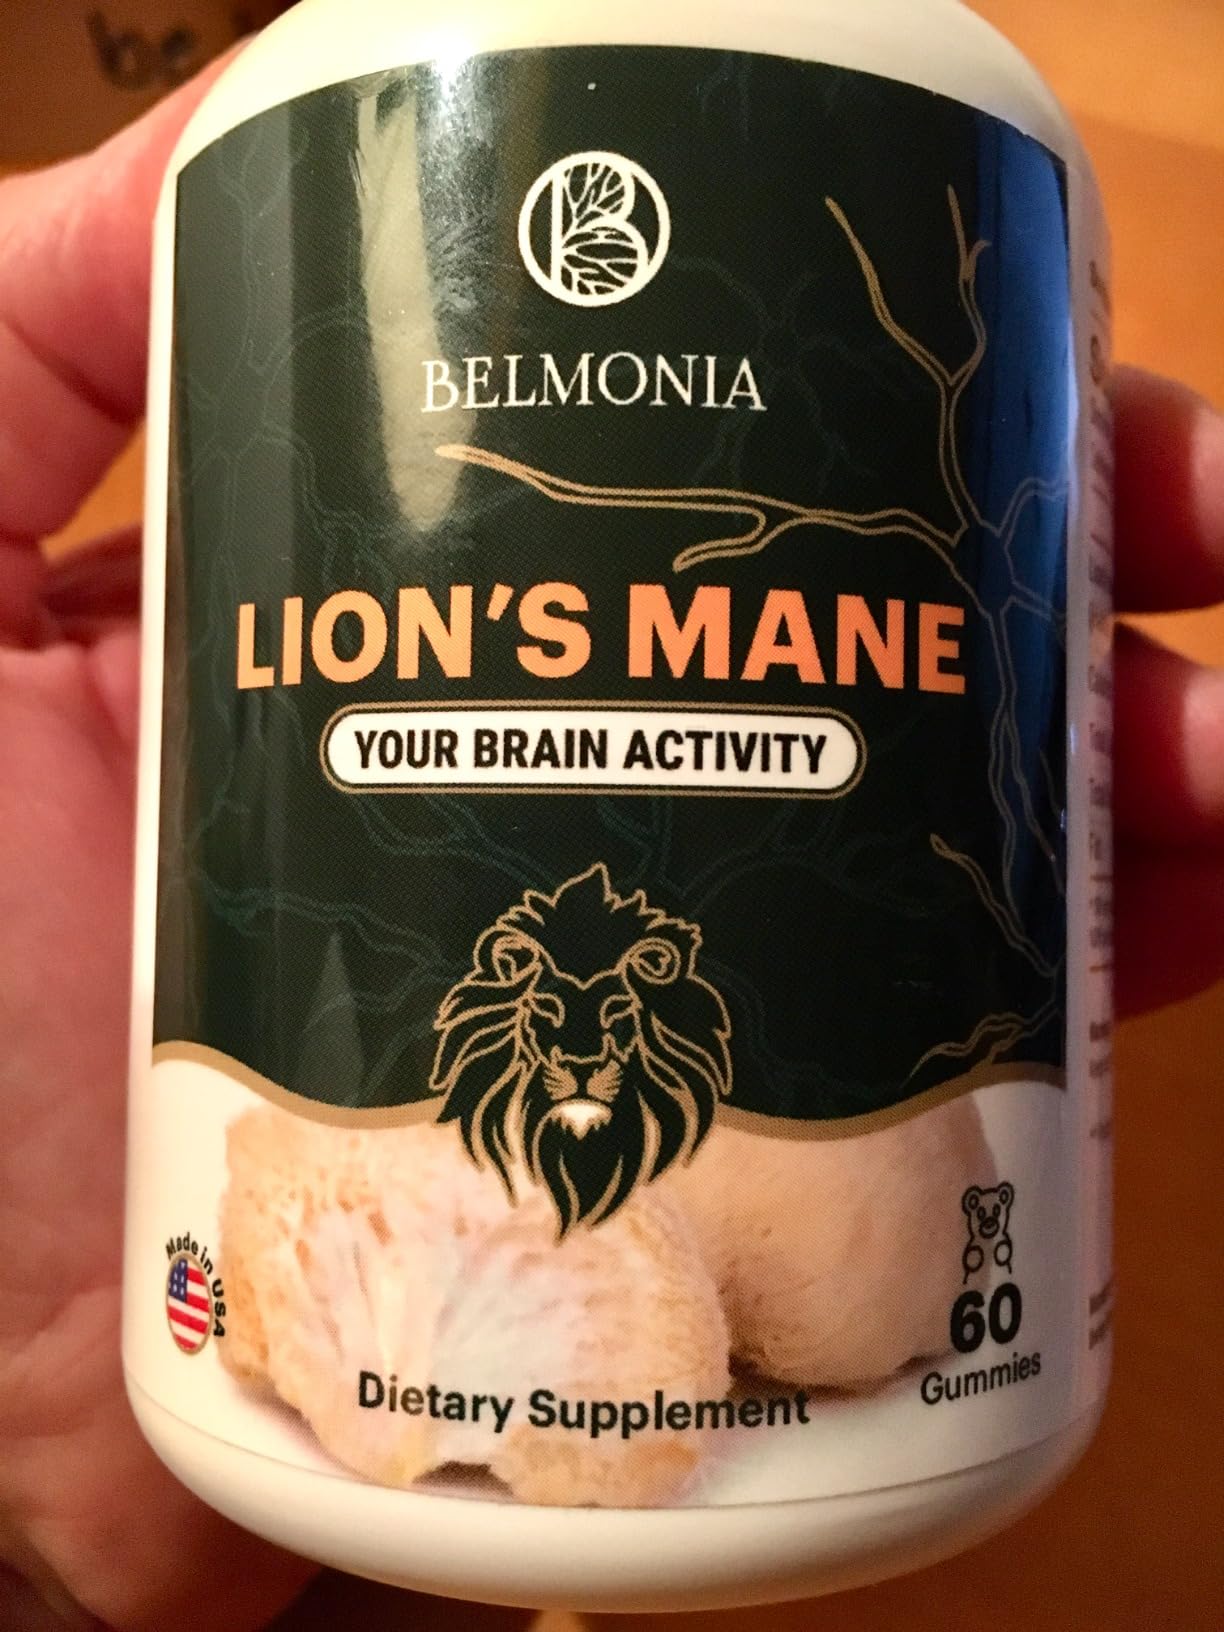 BELMONIA
LION'S MANE
YOUR BRAIN ACTIVITY
Made in USA
60
Gummies
Dietary Supplement